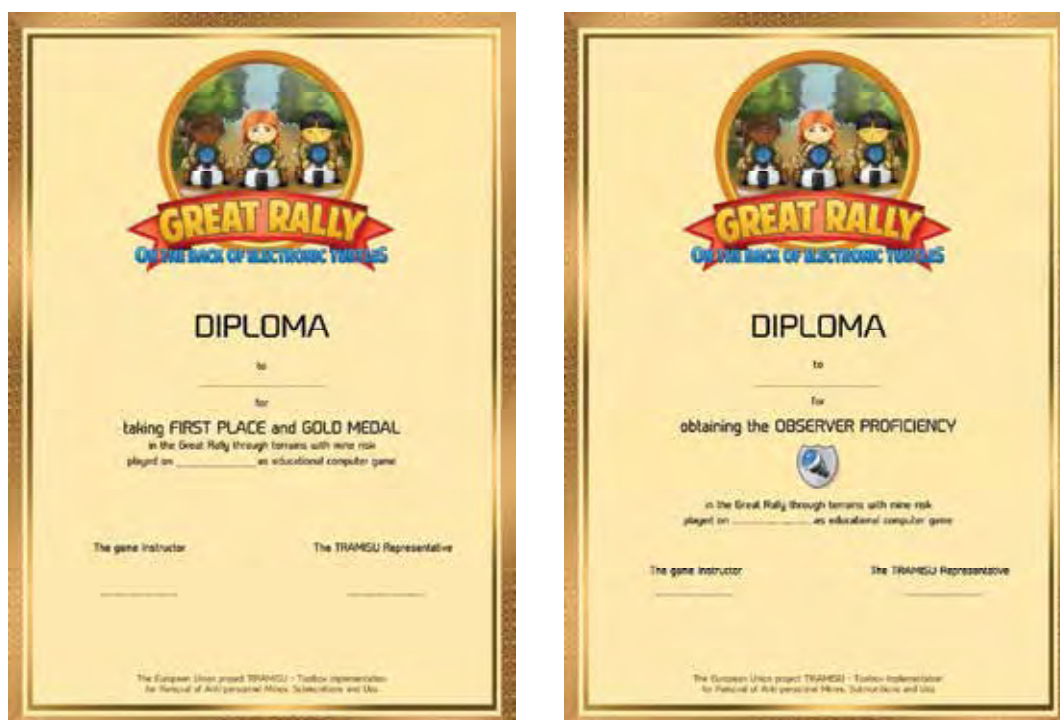 GREAT RALLY
ON THE BACK OF ELECTRONIC TURTLES
DIPLOMA
to
for
taking FIRST PLACE and GOLD MEDAL
in the Great Rally through terrains with mine risk
played on ______________ as educational computer game
The game Instructor The TRAMISU Representative
The European Union project TIRAMISU - Toolbox Implementation
for Removal of Anti-personnel Mines, Submunitions and Uxo
GREAT RALLY
ON THE BACK OF ELECTRONIC TURTLES
DIPLOMA
to
for
obtaining the OBSERVER PROFICIENCY
in the Great Rally through terrains with mine risk
played on ______________ as educational computer game
The game Instructor The TRAMISU Representative
The European Union project TIRAMISU - Toolbox Implementation
for Removal of Anti-personnel Mines, Submunitions and Uxo